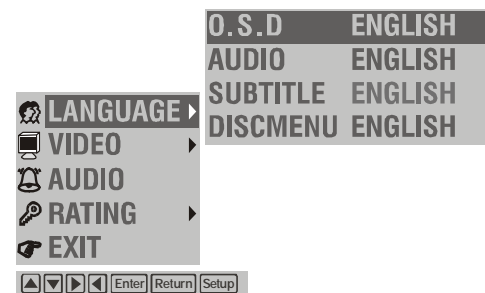 O.S.D ENGLISH
AUDIO ENGLISH
SUBTITLE ENGLISH
DISCMENU ENGLISH
LANGUAGE
VIDEO
AUDIO
RATING
EXIT
Enter Return Setup